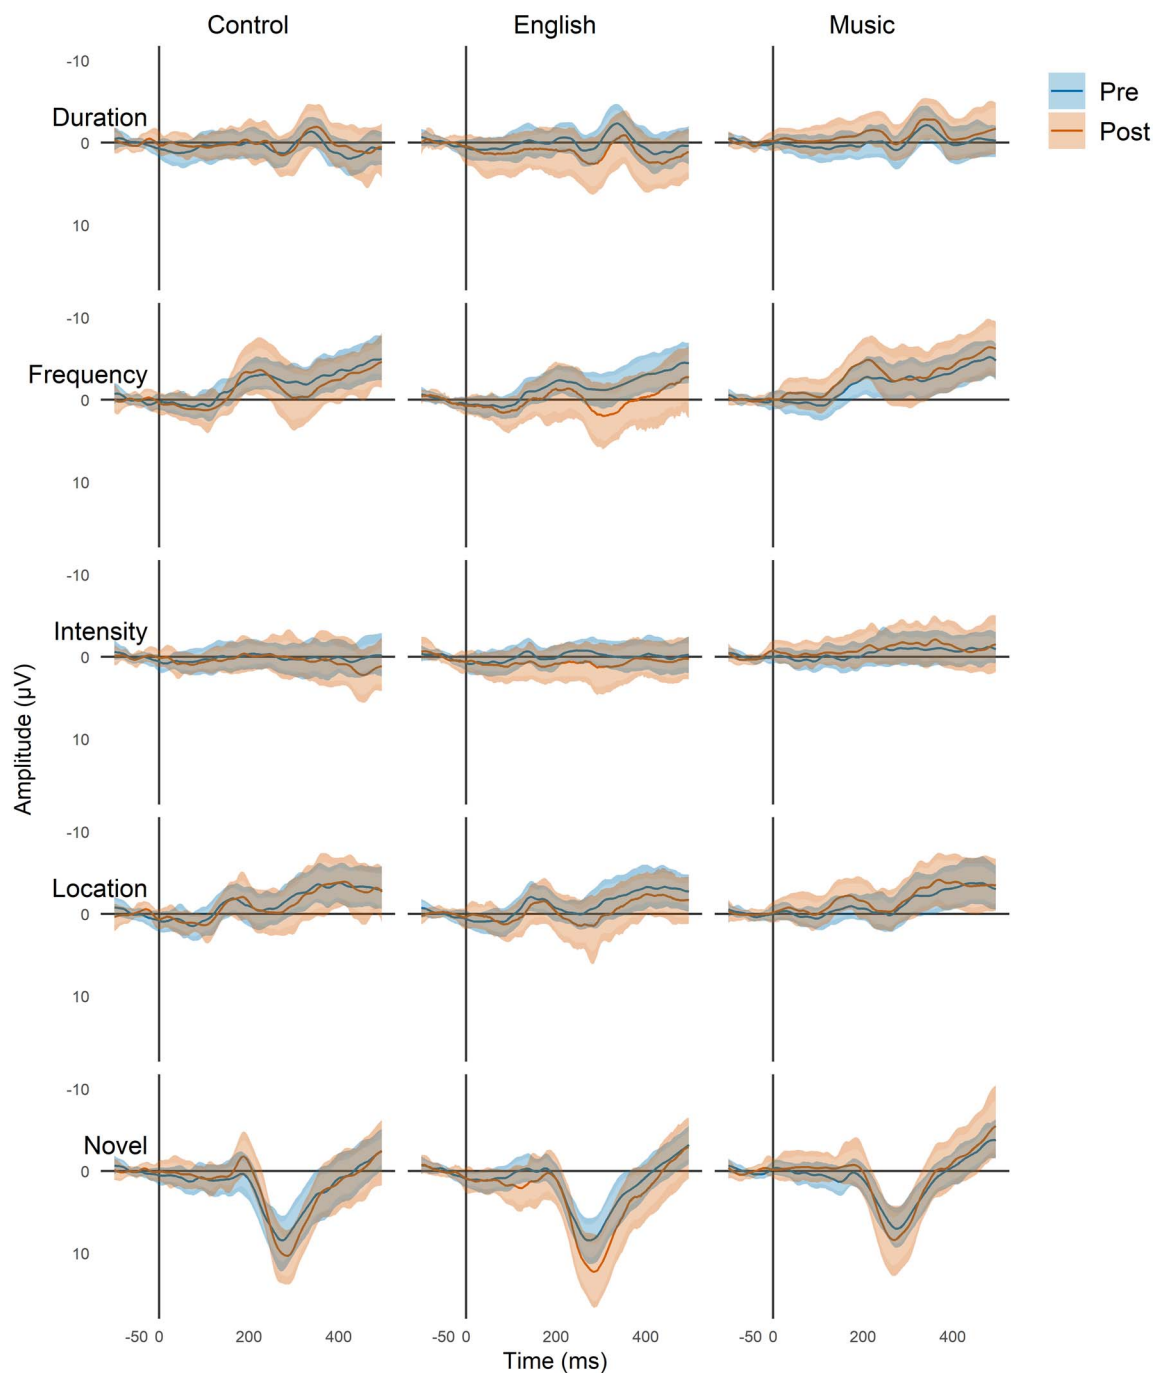 Control English Music
-10
Duration
0
10
Pre
Post
-10
Frequency
0
10
-10
Intensity
0
10
-10
Location
0
10
-10
Novel
0
10
Amplitude (µV)
-50 0 200 400 -50 0 200 400 -50 0 200 400
Time (ms)